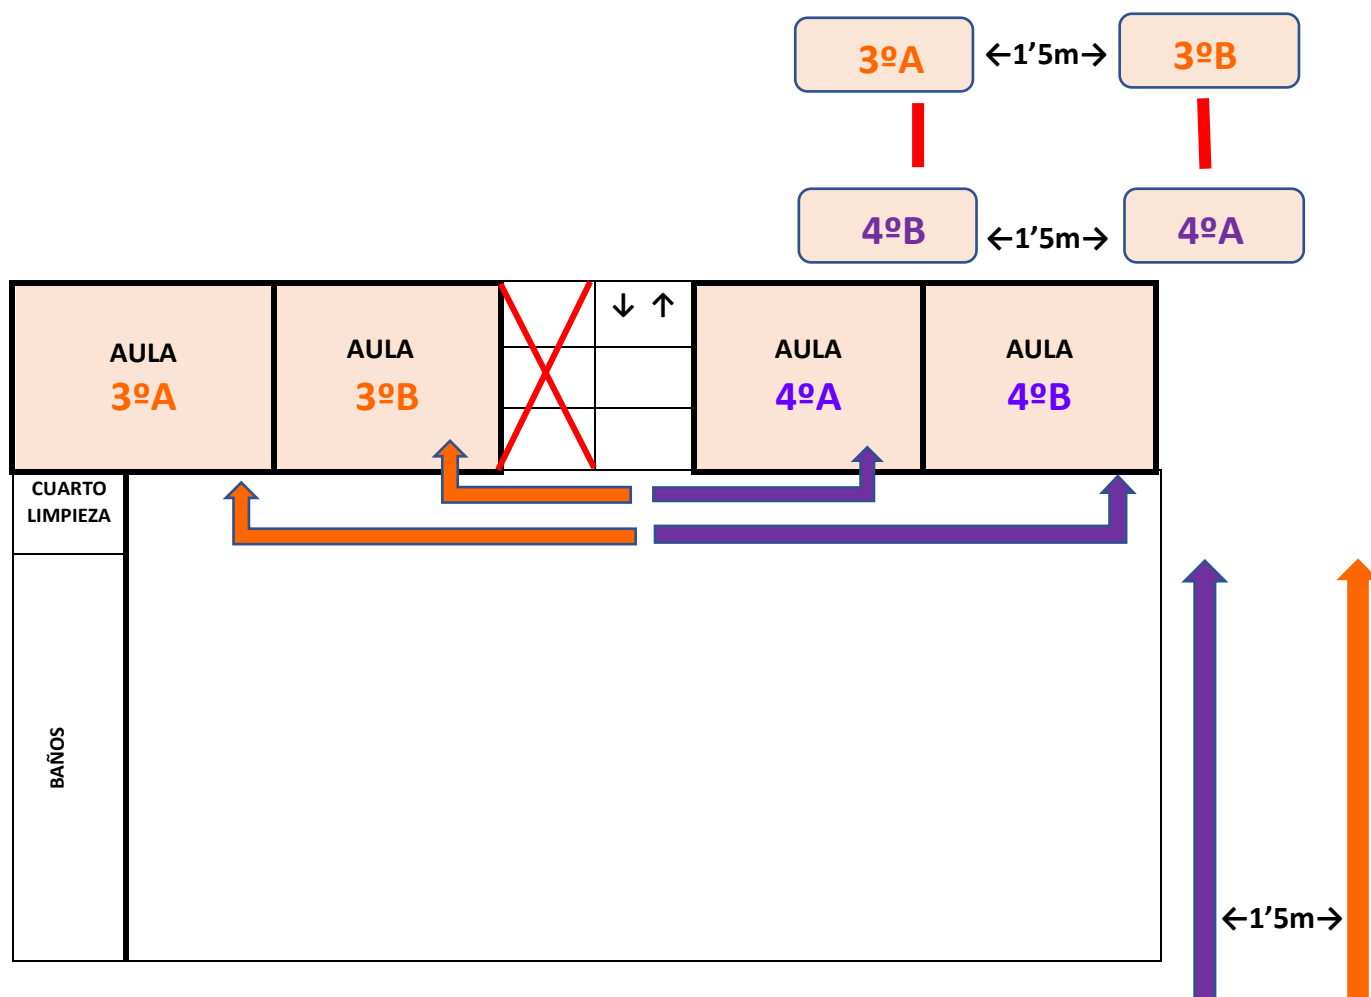 3ºA ←1’5m→ 3ºB
4ºB ←1’5m→ 4ºA
↓ ↑
AULA
3ºA
AULA
3ºB
AULA
4ºA
AULA
4ºB
CUARTO
LIMPIEZA
BAÑOS
←1’5m→